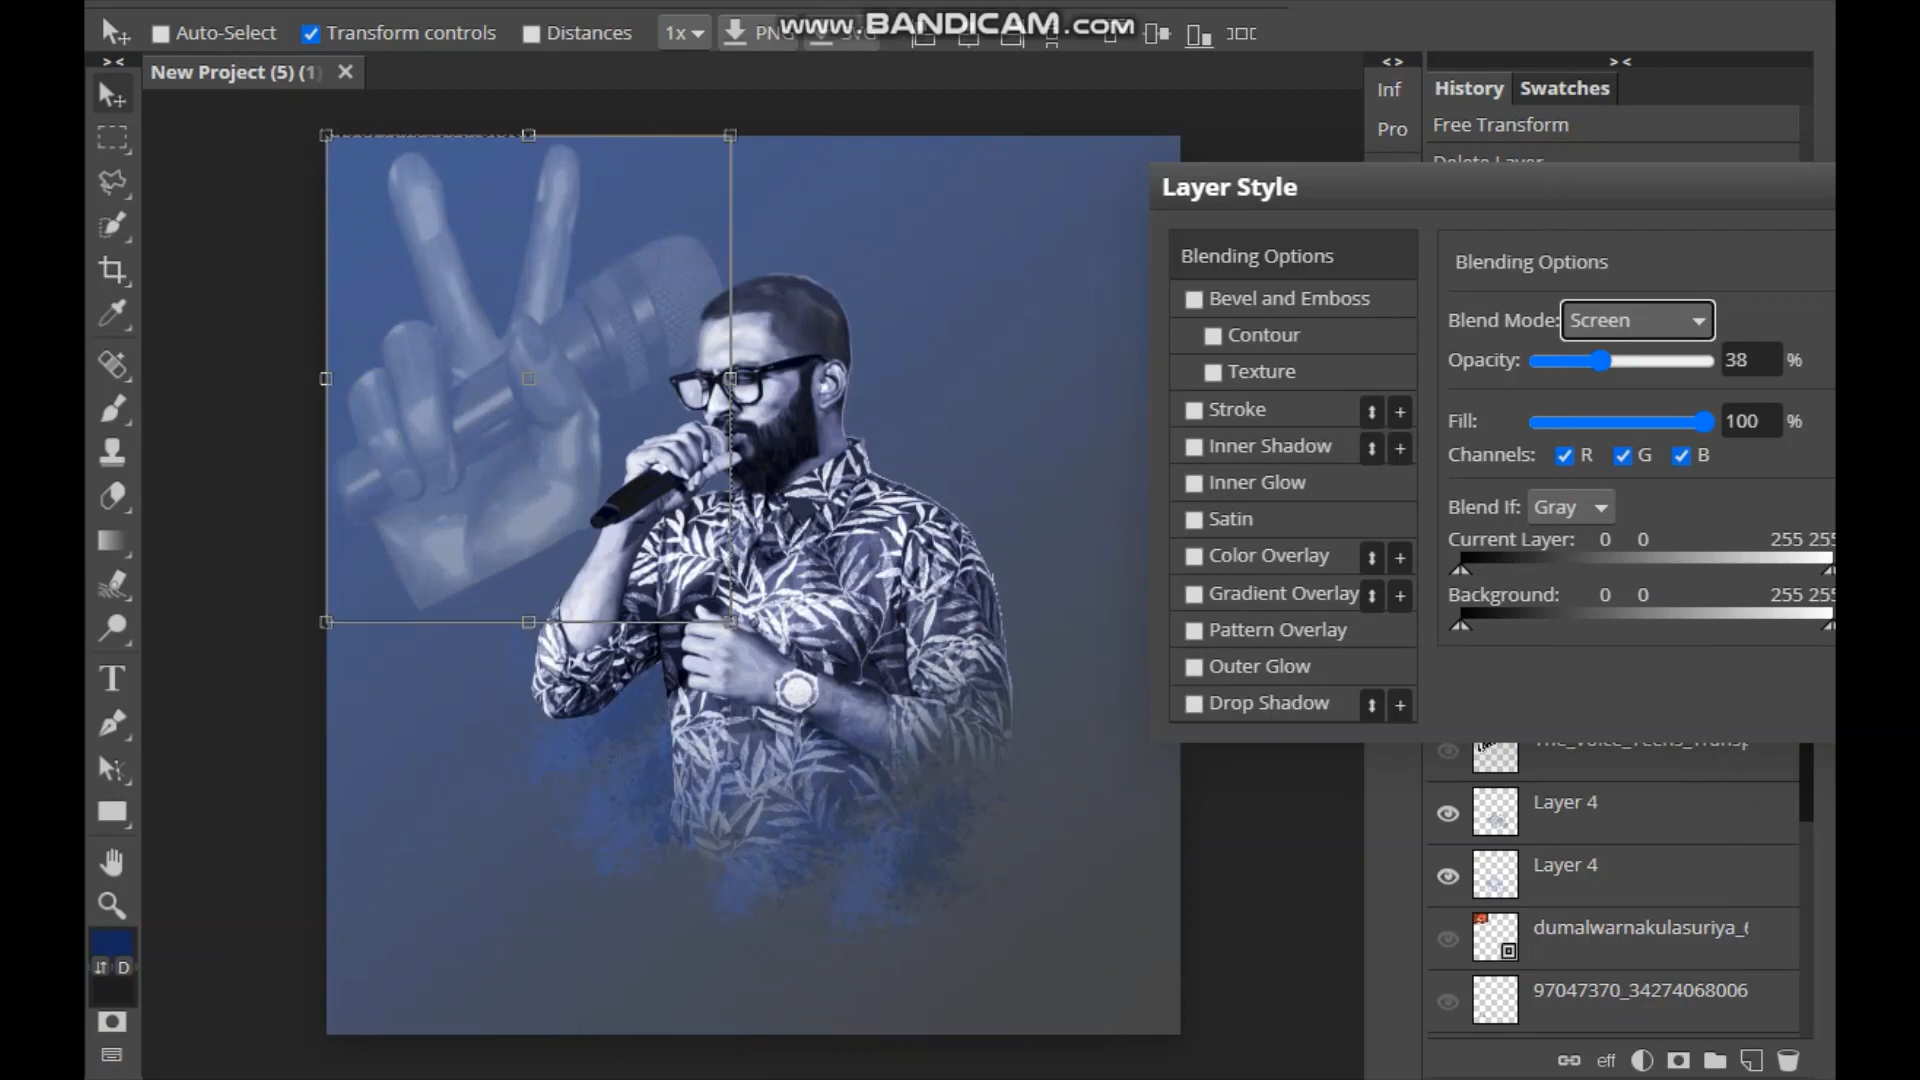 www.BANDICAM.com
Auto-Select
Transform controls
Distances
1x
PNG
SVG
New Project (5) (1)
Inf
Pro
History
Swatches
Free Transform
Delete Layer
Layer Style
Blending Options
Bevel and Emboss
Contour
Texture
Stroke
+
Inner Shadow
+
Inner Glow
Satin
Color Overlay
+
Gradient Overlay
+
Pattern Overlay
Outer Glow
Drop Shadow
+
Blending Options
Blend Mode: Screen
Opacity: 38 %
Fill: 100 %
Channels: R G B
Blend If: Gray
Current Layer: 0 0 255 255
Background: 0 0 255 255
Layer 4
Layer 4
dumalwarnakulasuriya_6
97047370_34274068006
eff
T
D